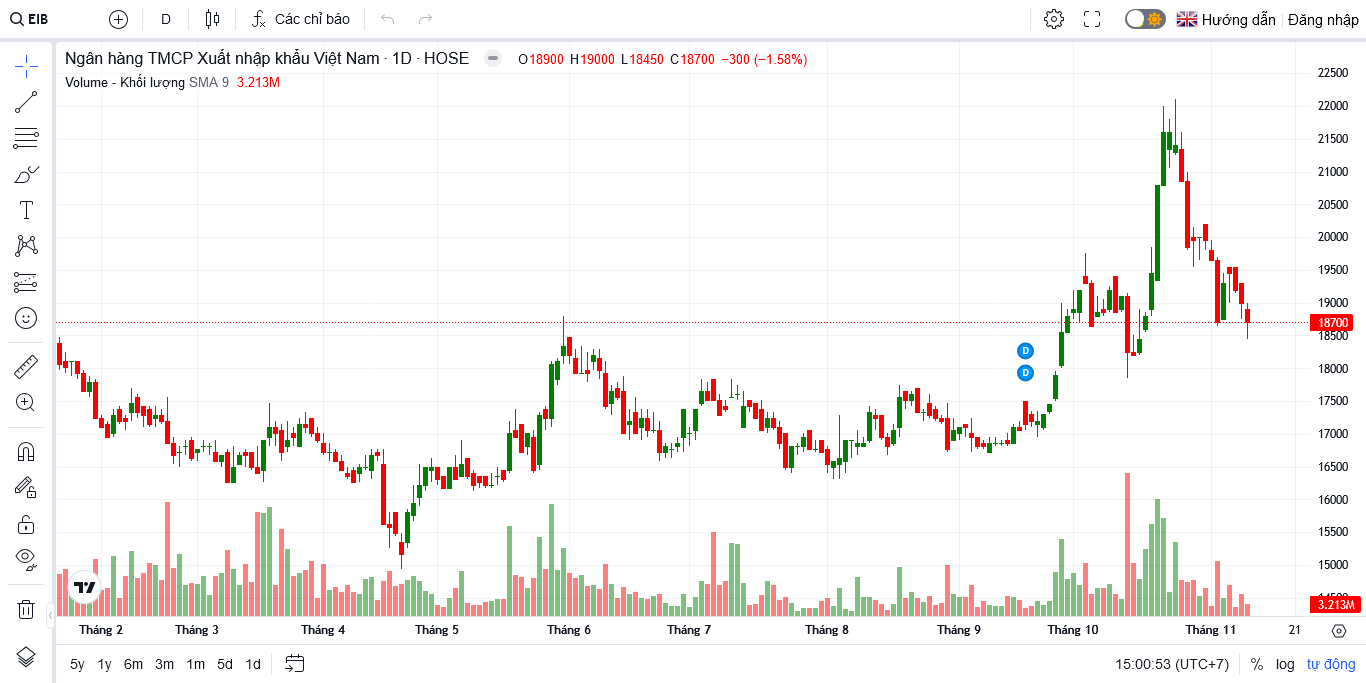 EIB D Các chỉ báo Hướng dẫn Đăng nhập
Ngân hàng TMCP Xuất nhập khẩu Việt Nam · 1D · HOSE O18900 H19000 L18450 C18700 −300 (−1.58%)
Volume - Khối lượng SMA 9 3.213M
22500
22000
21500
21000
20500
20000
19500
19000
18700
18500
18000
17500
17000
16500
16000
15500
15000
14500
3.213M
D
D
Tháng 2 Tháng 3 Tháng 4 Tháng 5 Tháng 6 Tháng 7 Tháng 8 Tháng 9 Tháng 10 Tháng 11 21
5y 1y 6m 3m 1m 5d 1d 15:00:53 (UTC+7) % log tự động